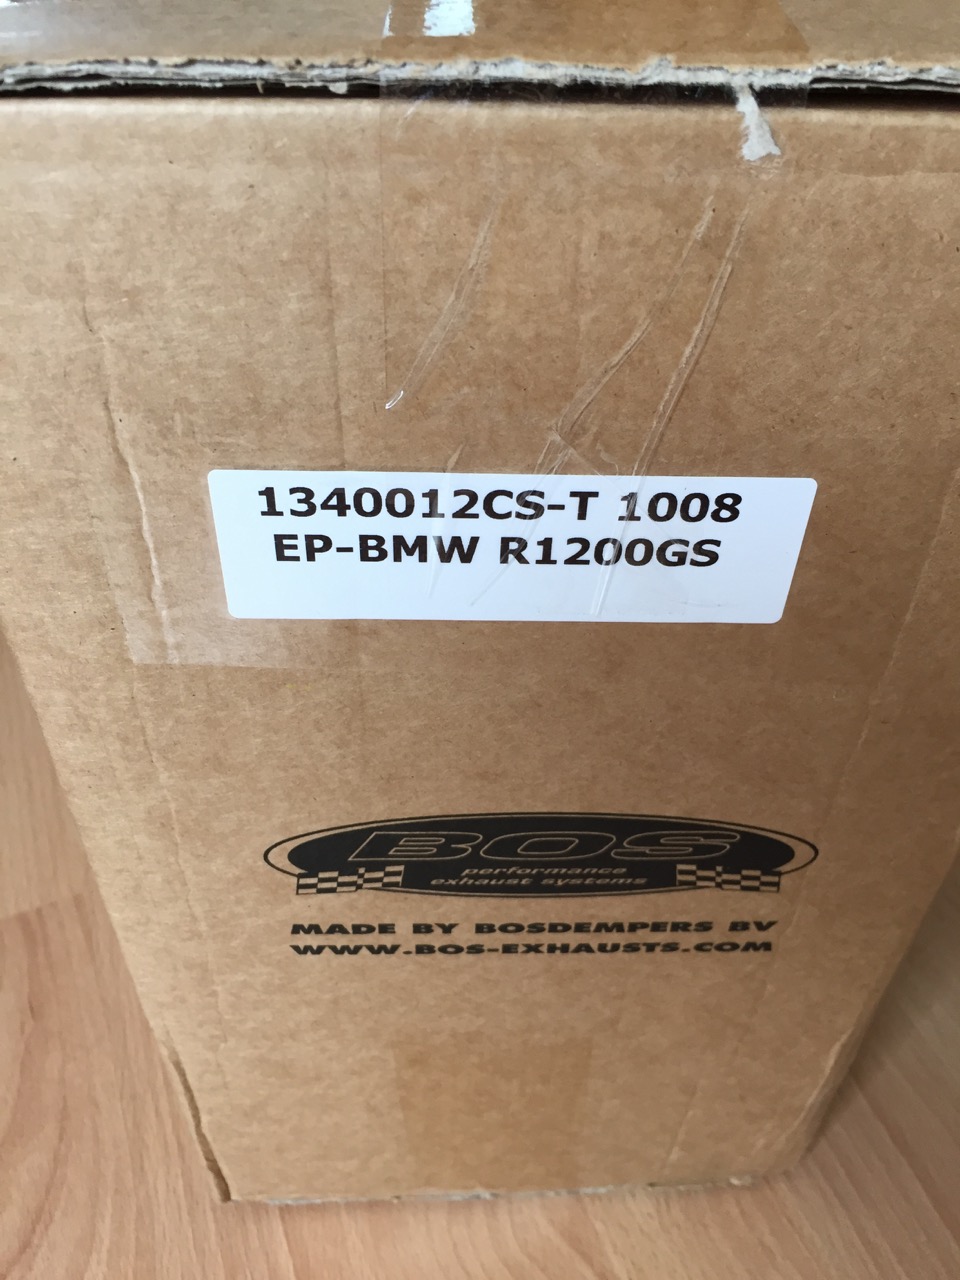 1340012CS-T 1008
EP-BMW R1200GS
BOS
performance
exhaust systems
MADE BY BOSDEMPERS BV
WWW.BOS-EXHAUSTS.COM